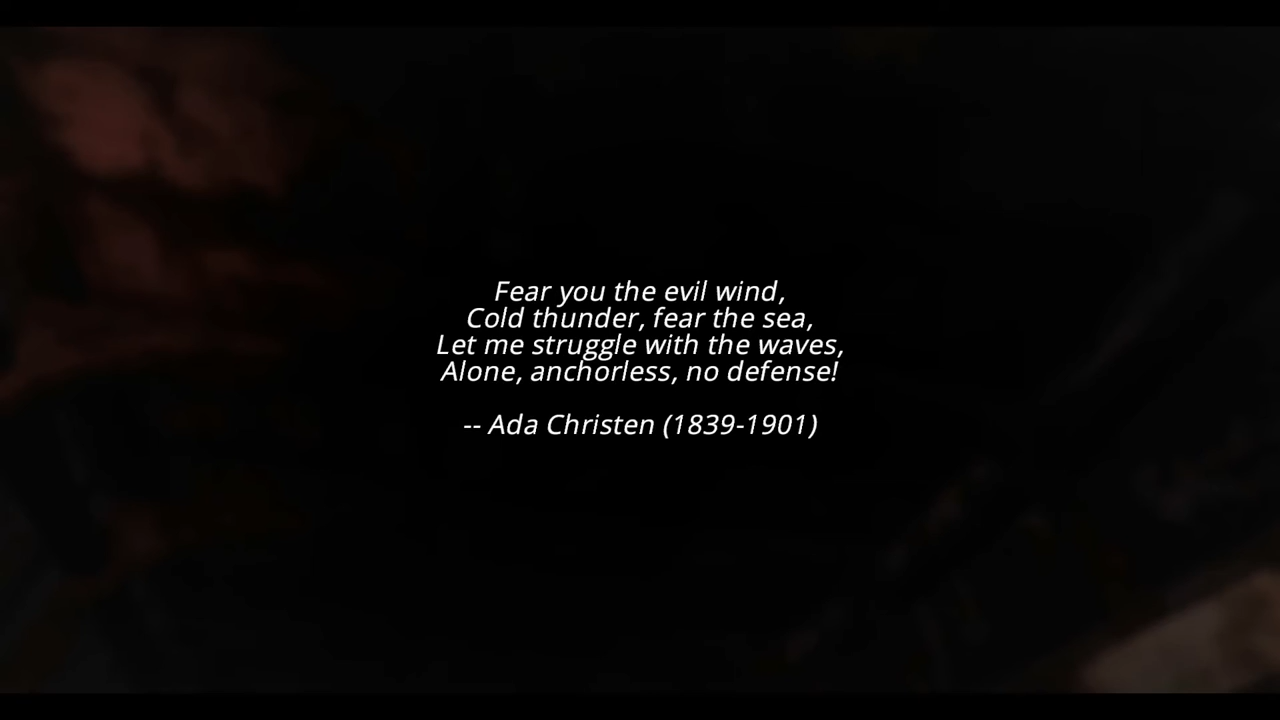 Fear you the evil wind,
Cold thunder, fear the sea,
Let me struggle with the waves,
Alone, anchorless, no defense!
-- Ada Christen (1839-1901)